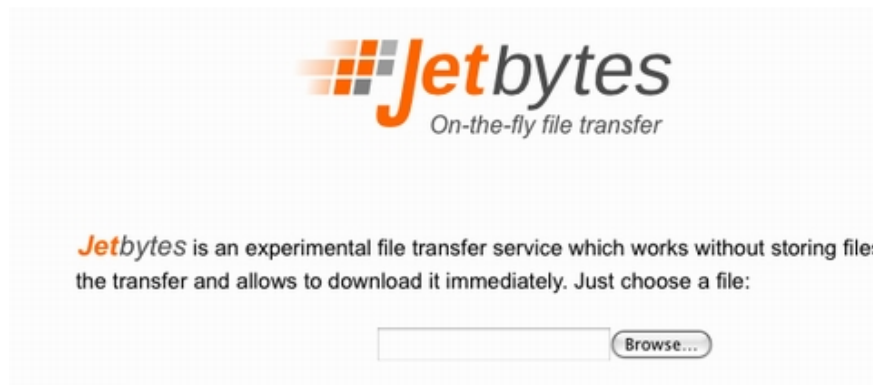 Jetbytes
On-the-fly file transfer
Jetbytes is an experimental file transfer service which works without storing files
the transfer and allows to download it immediately. Just choose a file:
Browse...